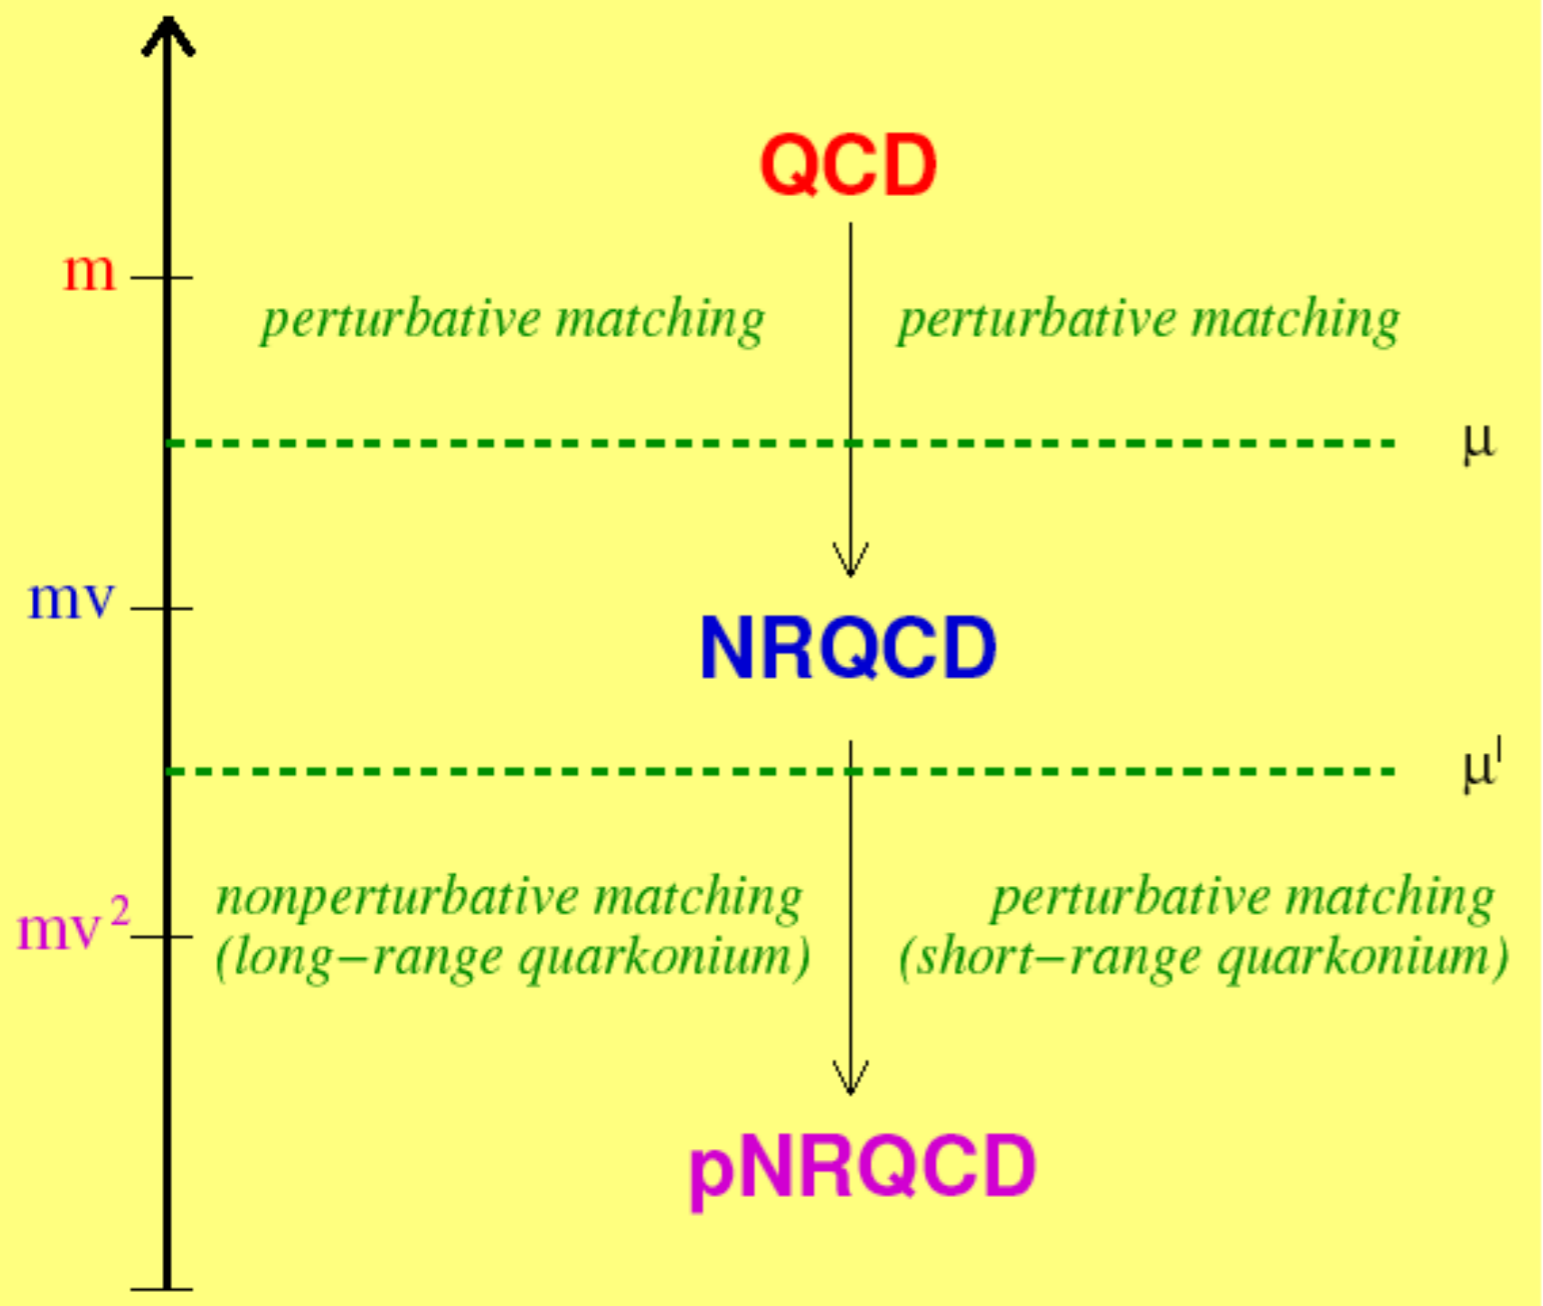 QCD
m
perturbative matching perturbative matching
μ
mv
NRQCD
μ'
nonperturbative matching perturbative matching
mv²
(long−range quarkonium) (short−range quarkonium)
pNRQCD